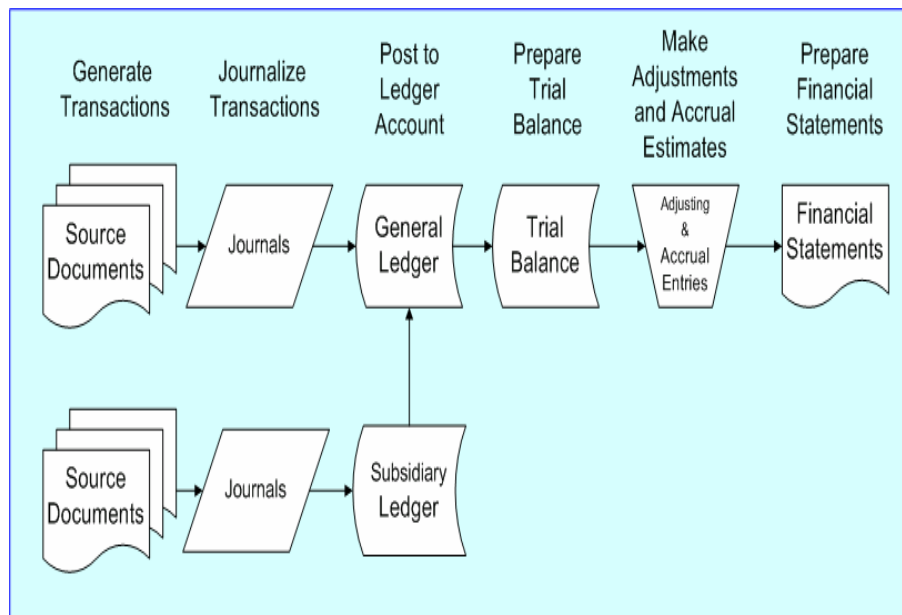 Generate
Transactions
Journalize
Transactions
Post to
Ledger
Account
Prepare
Trial
Balance
Make
Adjustments
and Accrual
Estimates
Prepare
Financial
Statements
Source
Documents
Journals
General
Ledger
Trial
Balance
Adjusting
&
Accrual
Entries
Financial
Statements
Source
Documents
Journals
Subsidiary
Ledger